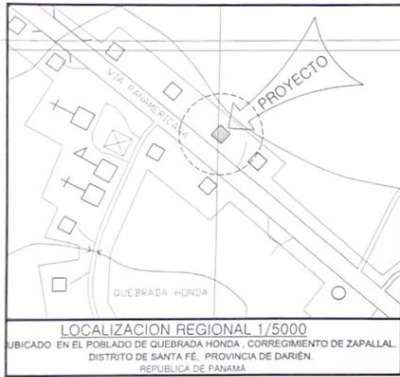 PROYECTO
VÍA PANAMERICANA
QUEBRADA HONDA
LOCALIZACION REGIONAL 1/5000
UBICADO EN EL POBLADO DE QUEBRADA HONDA , CORREGIMIENTO DE ZAPALLAL.
DISTRITO DE SANTA FÉ, PROVINCIA DE DARIÉN.
REPUBLICA DE PANAMÁ